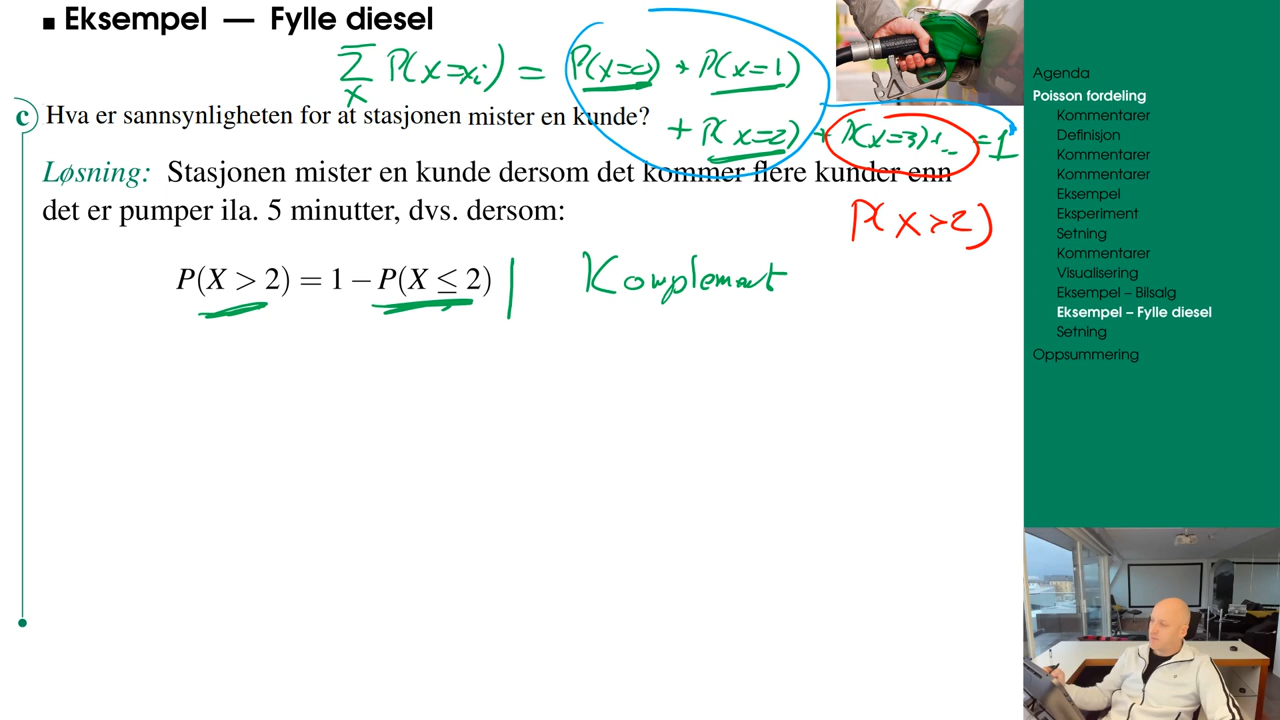 Eksempel — Fylle diesel
∑ₓ P(X=xi) = P(X=0) + P(X=1)
+ P(X=2) + P(X=3)+... = 1
c Hva er sannsynligheten for at stasjonen mister en kunde?
Løsning: Stasjonen mister en kunde dersom det kommer flere kunder enn
det er pumper ila. 5 minutter, dvs. dersom:
P(X>2)
P(X > 2) = 1 − P(X ≤ 2) | Komplement
Agenda
Poisson fordeling
Kommentarer
Definisjon
Kommentarer
Kommentarer
Eksempel
Eksperiment
Setning
Kommentarer
Visualisering
Eksempel – Bilsalg
Eksempel – Fylle diesel
Setning
Oppsummering